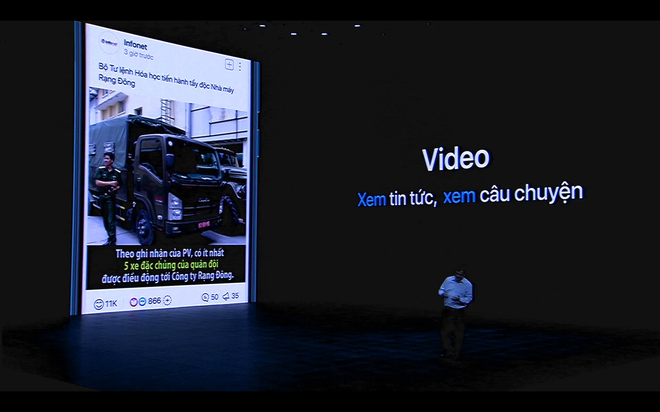 infonet
Infonet
3 giờ trước
Bộ Tư lệnh Hóa học tiến hành tẩy độc Nhà máy
Rạng Đông
Theo ghi nhận của PV, có ít nhất
5 xe đặc chủng của quân đội
được điều động tới Công ty Rạng Đông.
11K
866
50
35
Video
Xem tin tức, xem câu chuyện